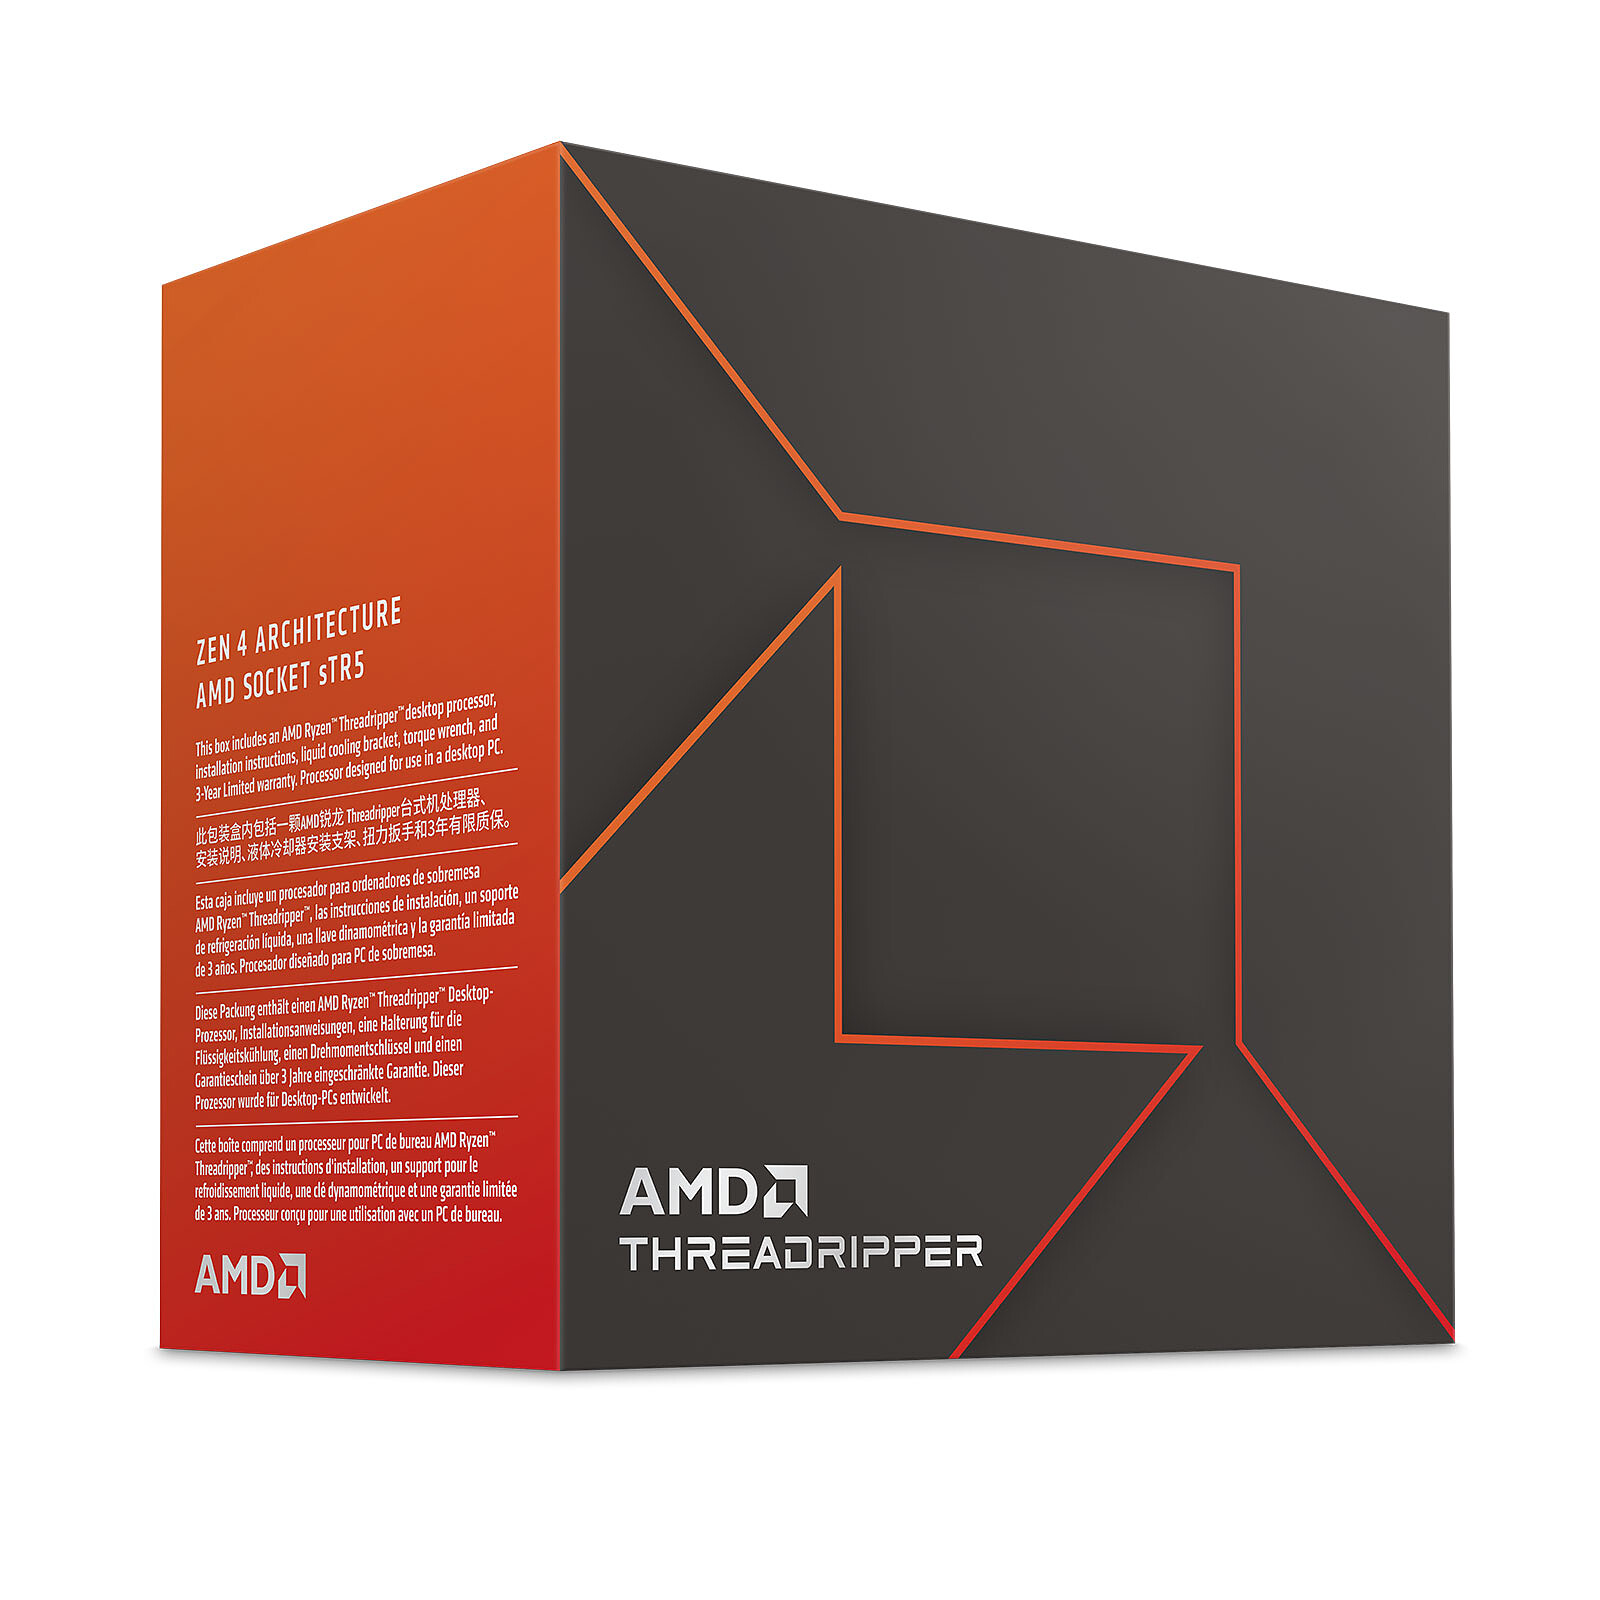 ZEN 4 ARCHITECTURE
AMD SOCKET sTR5
This box includes an AMD Ryzen™ Threadripper™ desktop processor,
installation instructions, liquid cooling bracket, torque wrench, and
3-Year Limited warranty. Processor designed for use in a desktop PC.
此包装盒内包括一颗AMD锐龙 Threadripper台式机处理器、
安装说明、液体冷却器安装支架、扭力扳手和3年有限质保。
Esta caja incluye un procesador para ordenadores de sobremesa
AMD Ryzen™ Threadripper™, las instrucciones de instalación, un soporte
de refrigeración líquida, una llave dinamométrica y la garantía limitada
de 3 años. Procesador diseñado para PC de sobremesa.
Diese Packung enthält einen AMD Ryzen™ Threadripper™ Desktop-
Prozessor, Installationsanweisungen, eine Halterung für die
Flüssigkeitskühlung, einen Drehmomentschlüssel und einen
Garantieschein über 3 Jahre eingeschränkte Garantie. Dieser
Prozessor wurde für Desktop-PCs entwickelt.
Cette boîte comprend un processeur pour PC de bureau AMD Ryzen™
Threadripper™, des instructions d'installation, un support pour le
refroidissement liquide, une clé dynamométrique et une garantie limitée
de 3 ans. Processeur conçu pour une utilisation avec un PC de bureau.
AMD
AMD
THREADRIPPER